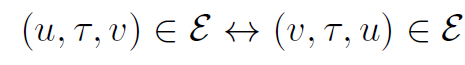 (u, τ, v) ∈ ℰ ↔ (v, τ, u) ∈ ℰ